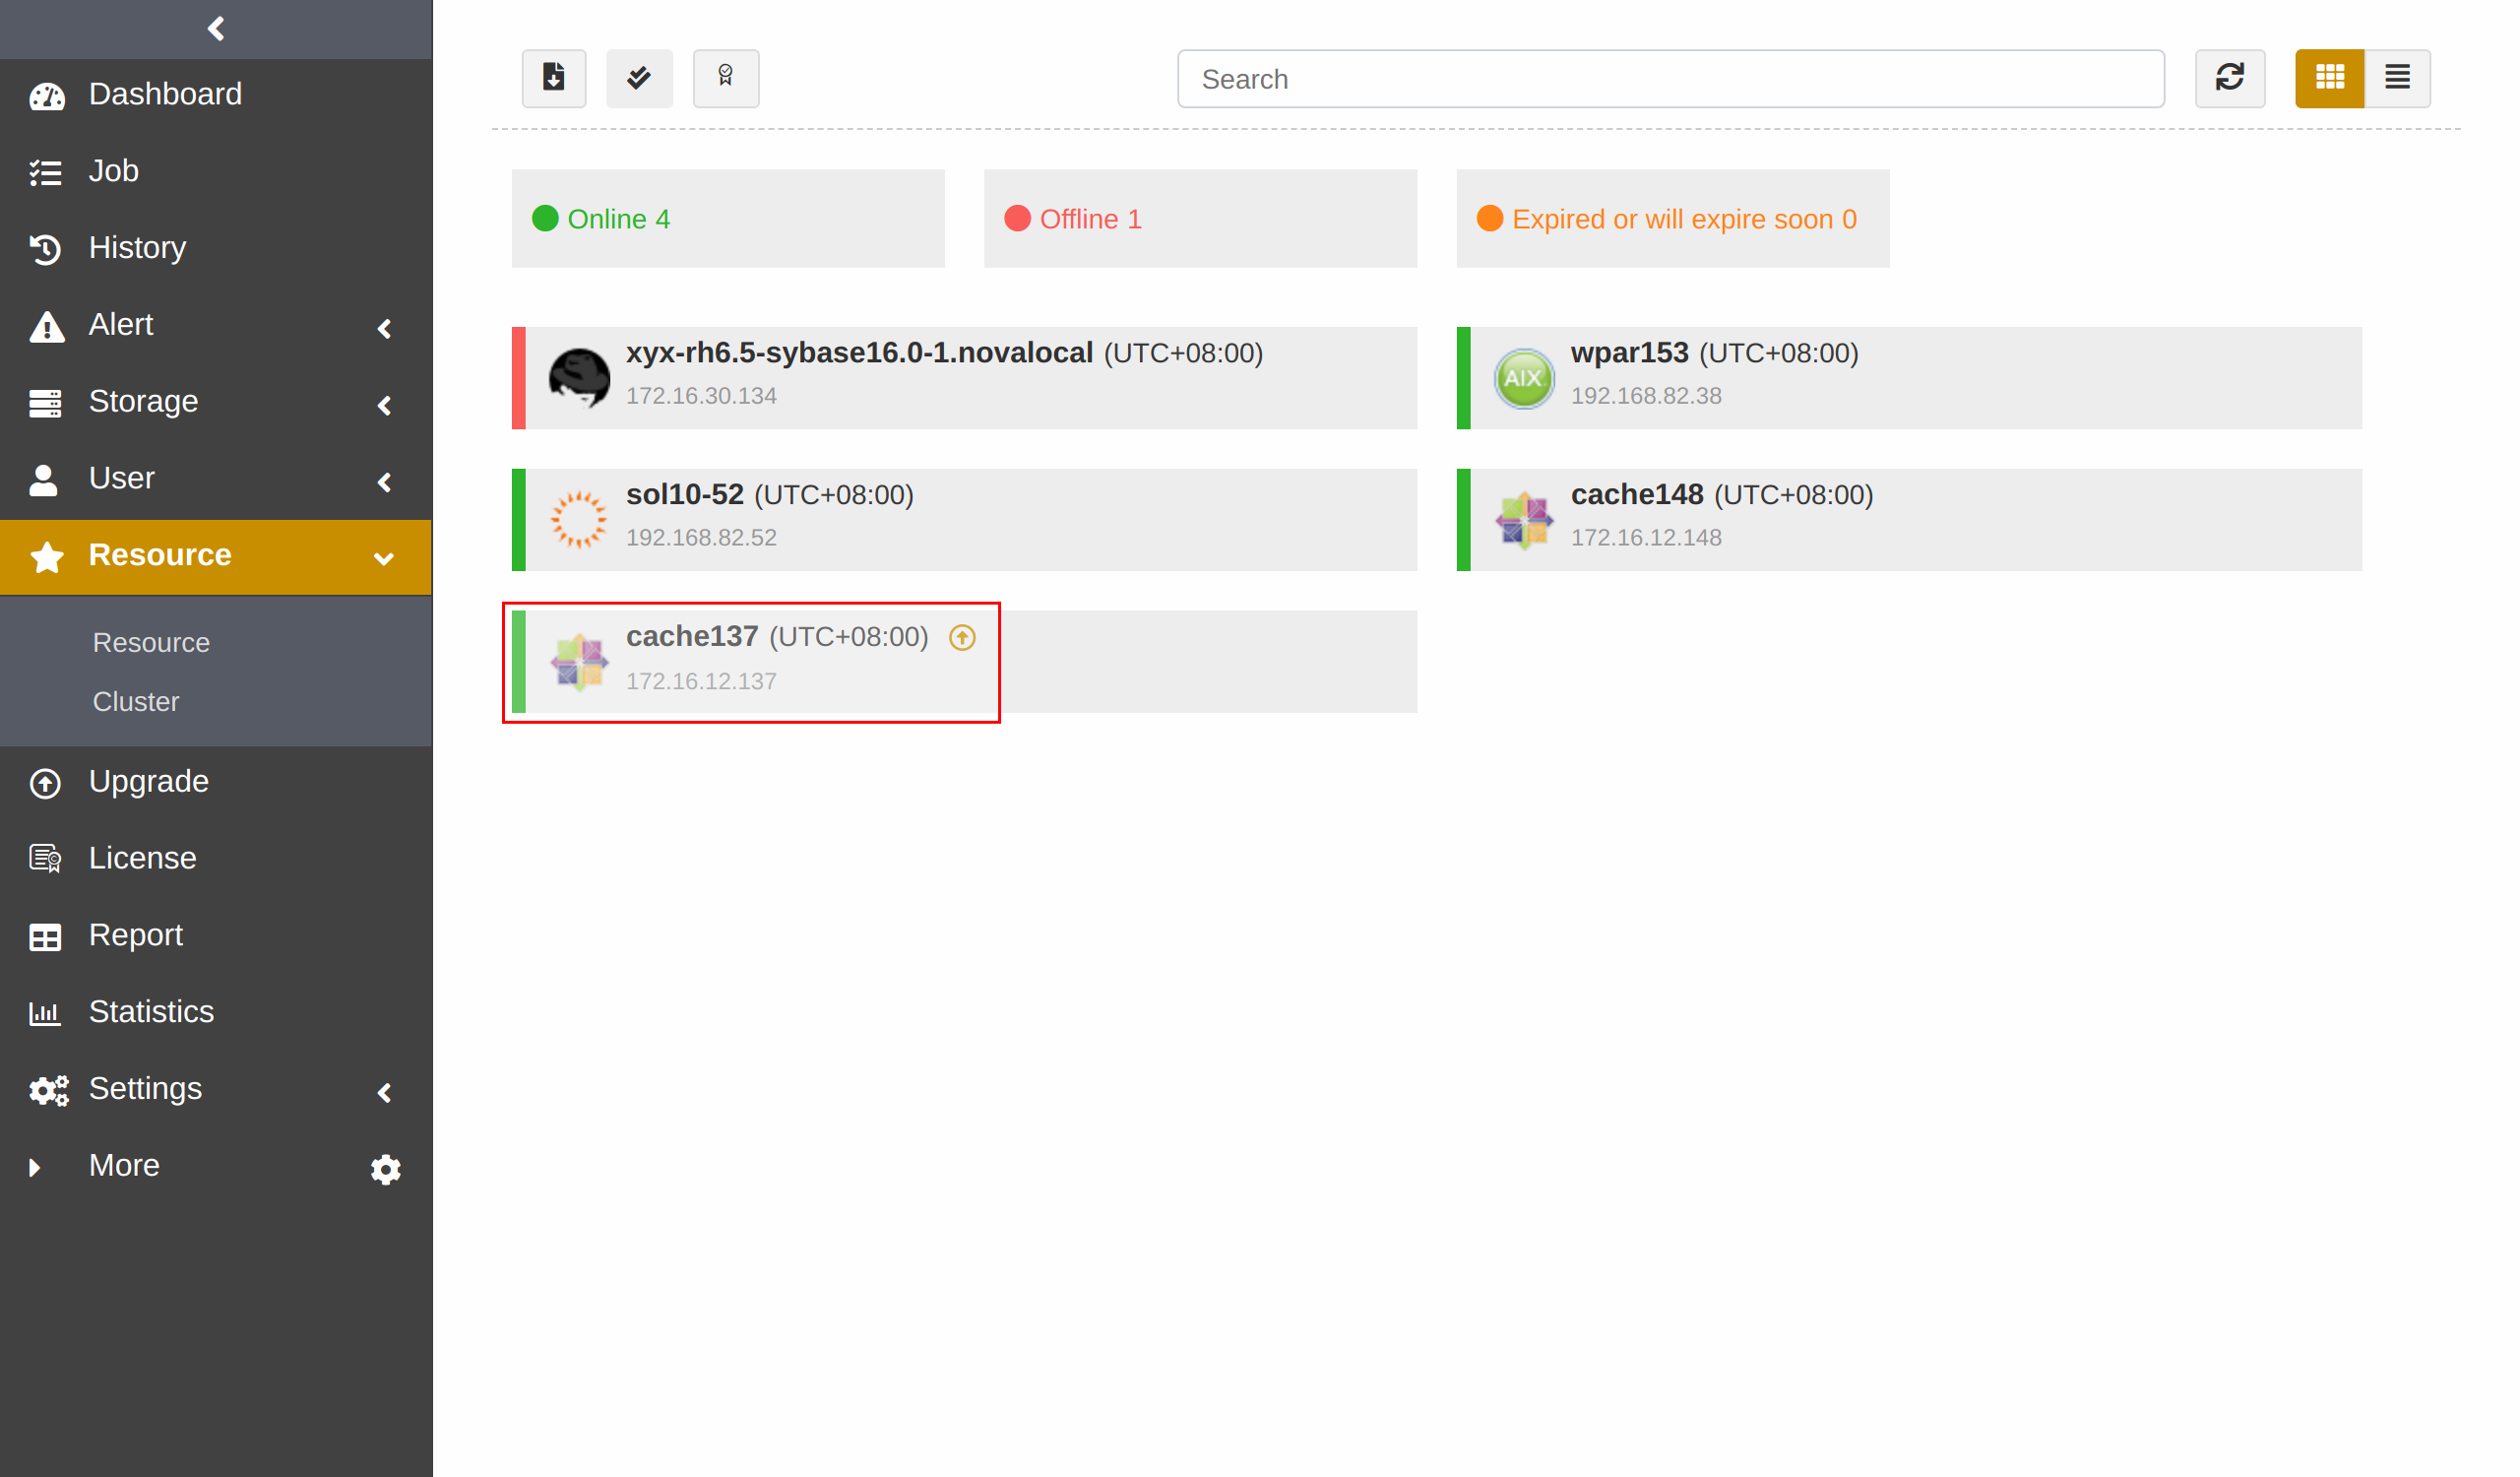 Dashboard
Job
History
Alert
Storage
User
Resource
Resource
Cluster
Upgrade
License
Report
Statistics
Settings
More
Search
Online 4
Offline 1
Expired or will expire soon 0
xyx-rh6.5-sybase16.0-1.novalocal (UTC+08:00)
172.16.30.134
AIX
wpar153 (UTC+08:00)
192.168.82.38
sol10-52 (UTC+08:00)
192.168.82.52
cache148 (UTC+08:00)
172.16.12.148
cache137 (UTC+08:00)
172.16.12.137